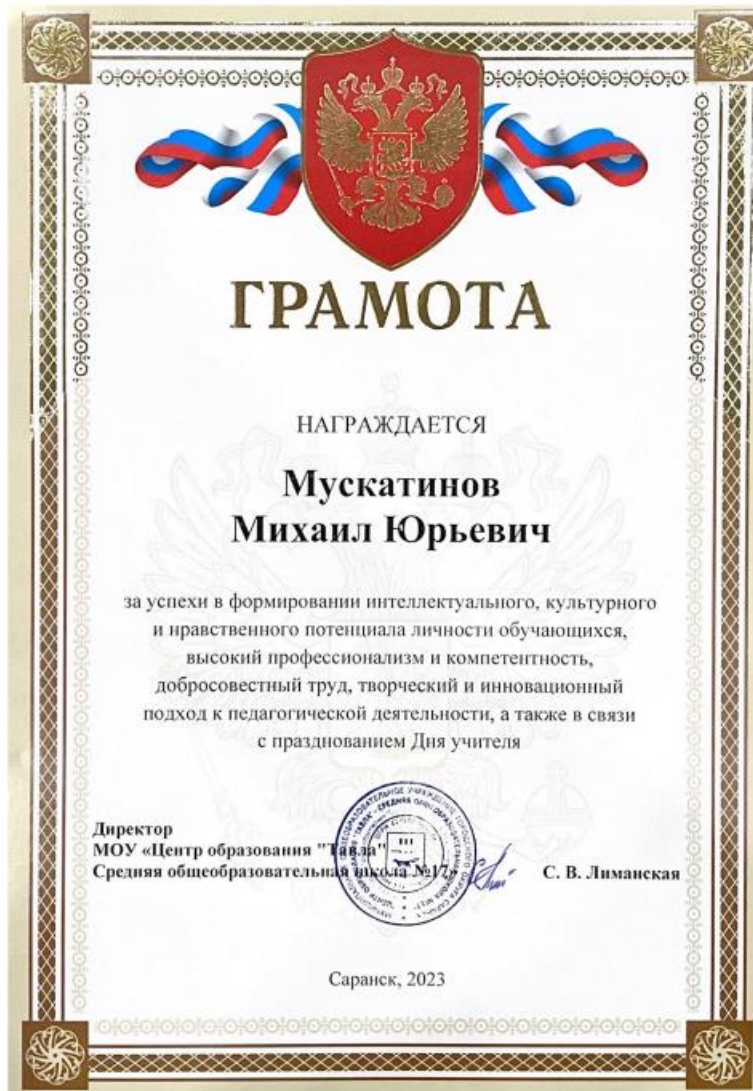 ГРАМОТА
НАГРАЖДАЕТСЯ
Мускатинов
Михаил Юрьевич
за успехи в формировании интеллектуального, культурного
и нравственного потенциала личности обучающихся,
высокий профессионализм и компетентность,
добросовестный труд, творческий и инновационный
подход к педагогической деятельности, а также в связи
с празднованием Дня учителя
Директор
МОУ «Центр образования "Тавла"
Средняя общеобразовательная школа №17»
С. В. Лиманская
Саранск, 2023